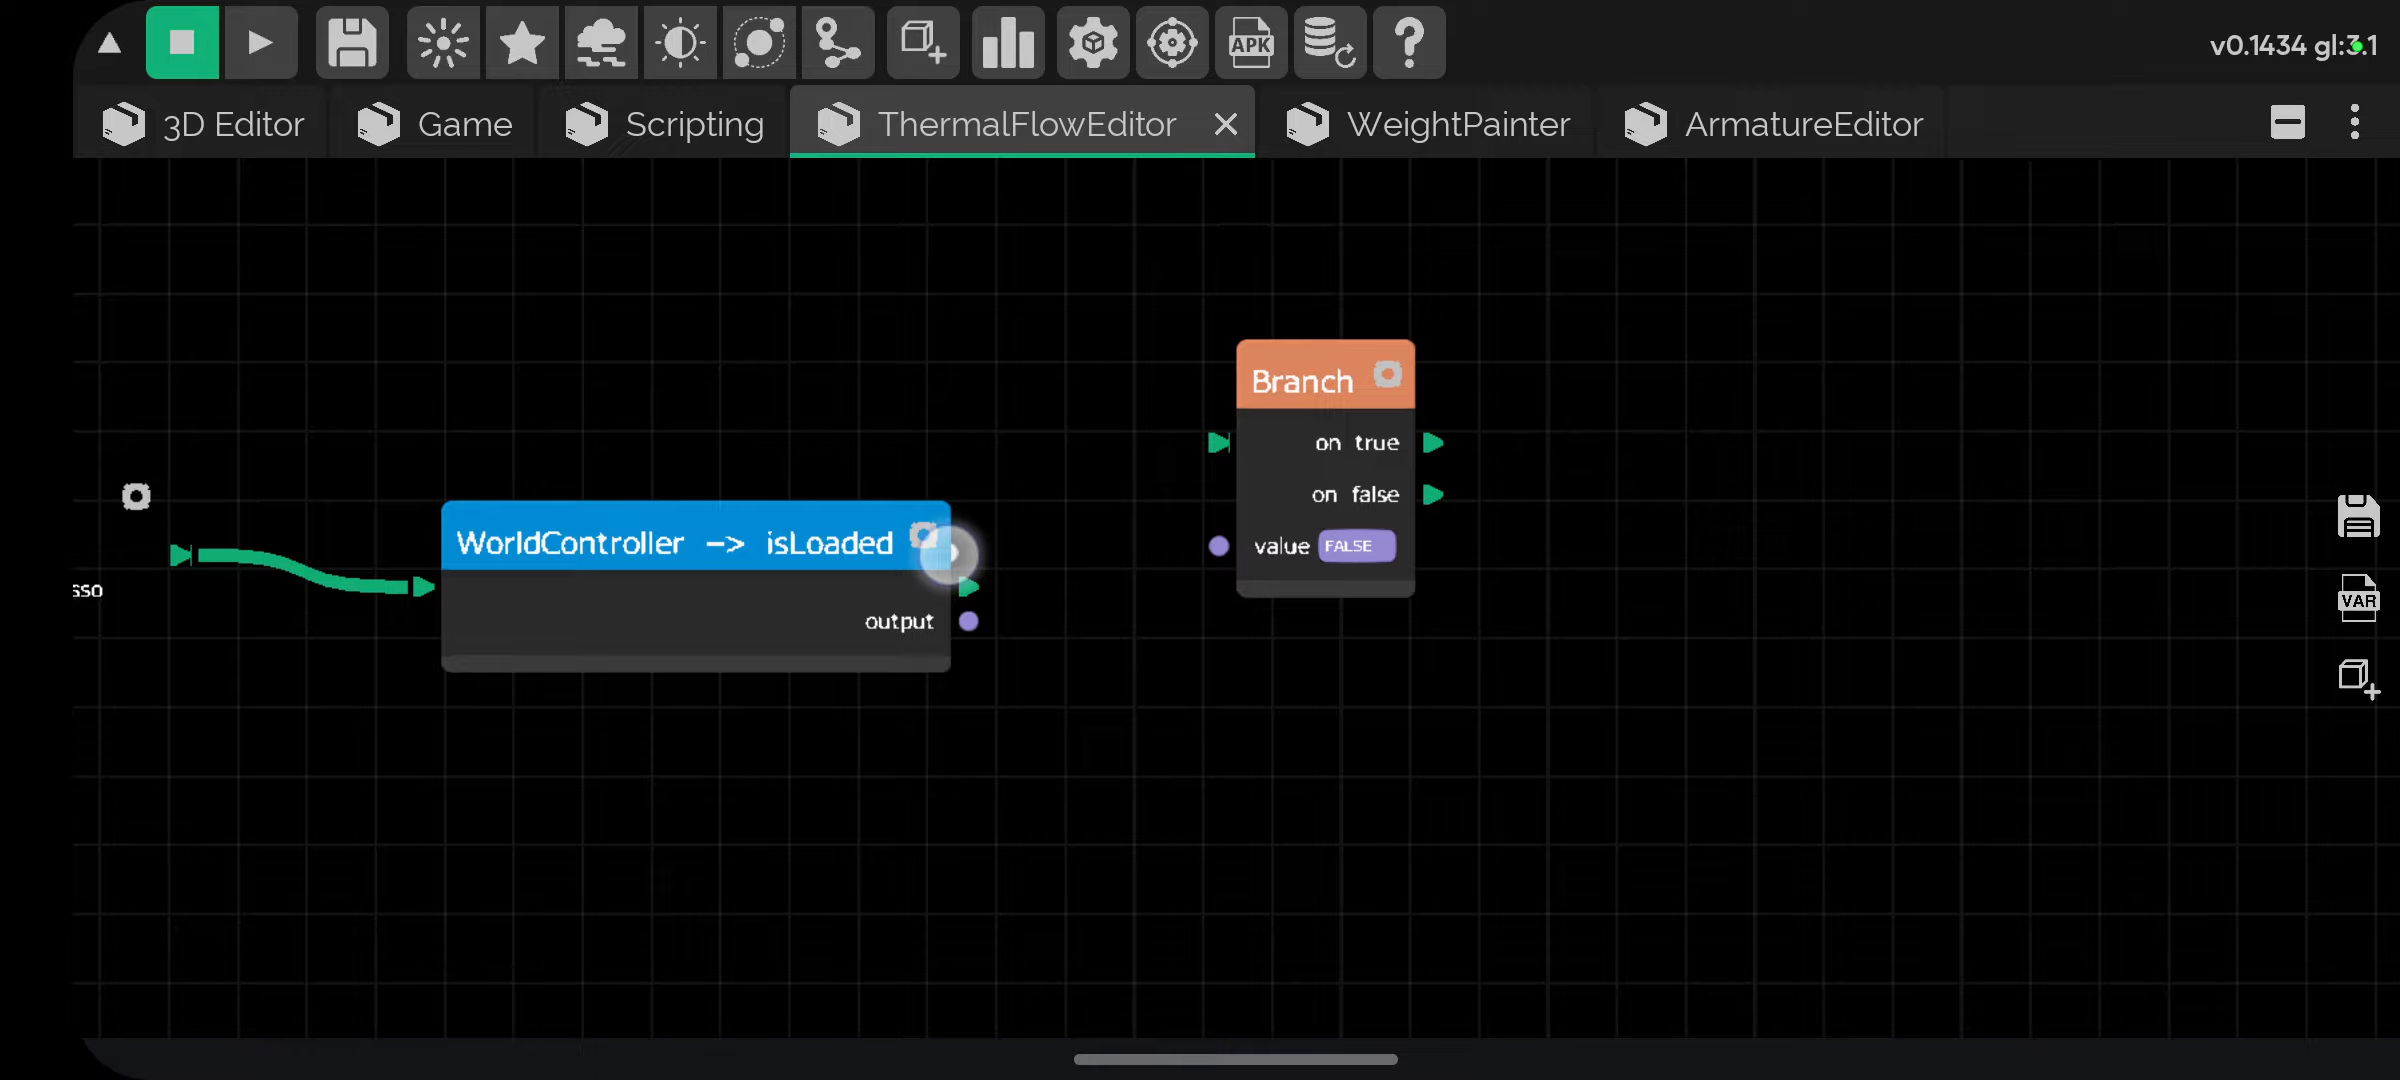 APK
v0.1434 gl:3.1
3D Editor
Game
Scripting
ThermalFlowEditor
WeightPainter
ArmatureEditor
Branch
on true
on false
value FALSE
WorldController -> isLoaded
output
sso
VAR